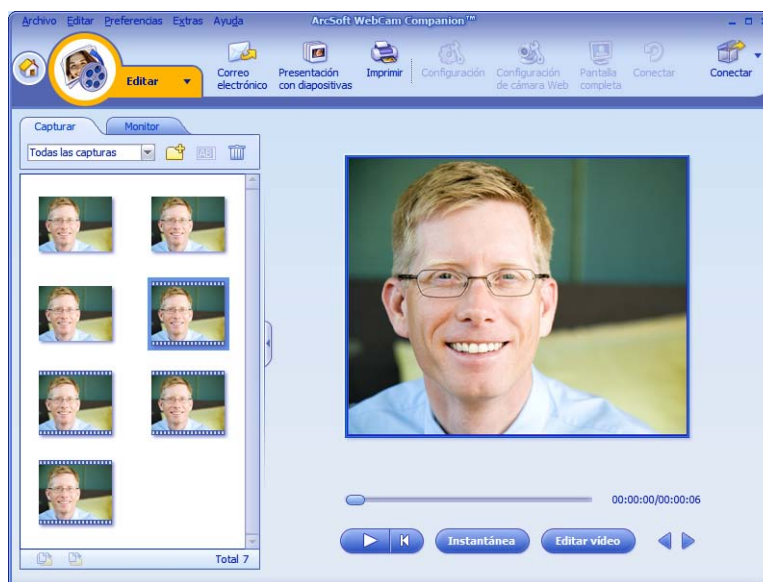 Archivo Editar Preferencias Extras Ayuda
ArcSoft WebCam Companion™
Editar
Correo
electrónico
Presentación
con diapositivas
Imprimir
Configuración
Configuración
de cámara Web
Pantalla
completa
Conectar
Conectar
Capturar
Monitor
Todas las capturas
ABI
Total 7
00:00:00/00:00:06
Instantánea
Editar vídeo